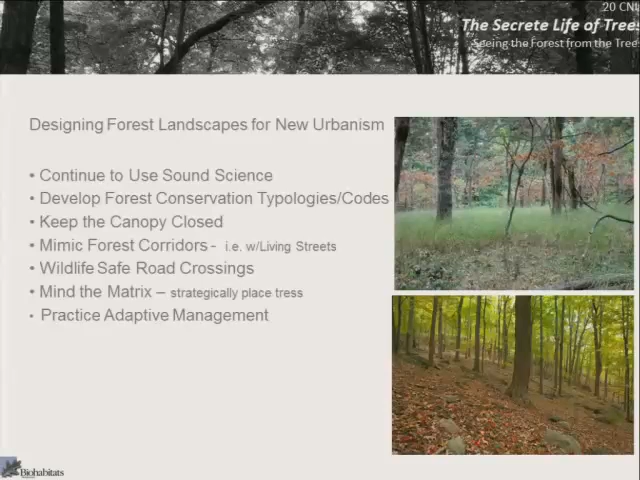 20 CNU
The Secrete Life of Trees
Seeing the Forest from the Trees
Designing Forest Landscapes for New Urbanism
• Continue to Use Sound Science
• Develop Forest Conservation Typologies/Codes
• Keep the Canopy Closed
• Mimic Forest Corridors - i.e. w/Living Streets
• Wildlife Safe Road Crossings
• Mind the Matrix – strategically place tress
• Practice Adaptive Management
Biohabitats